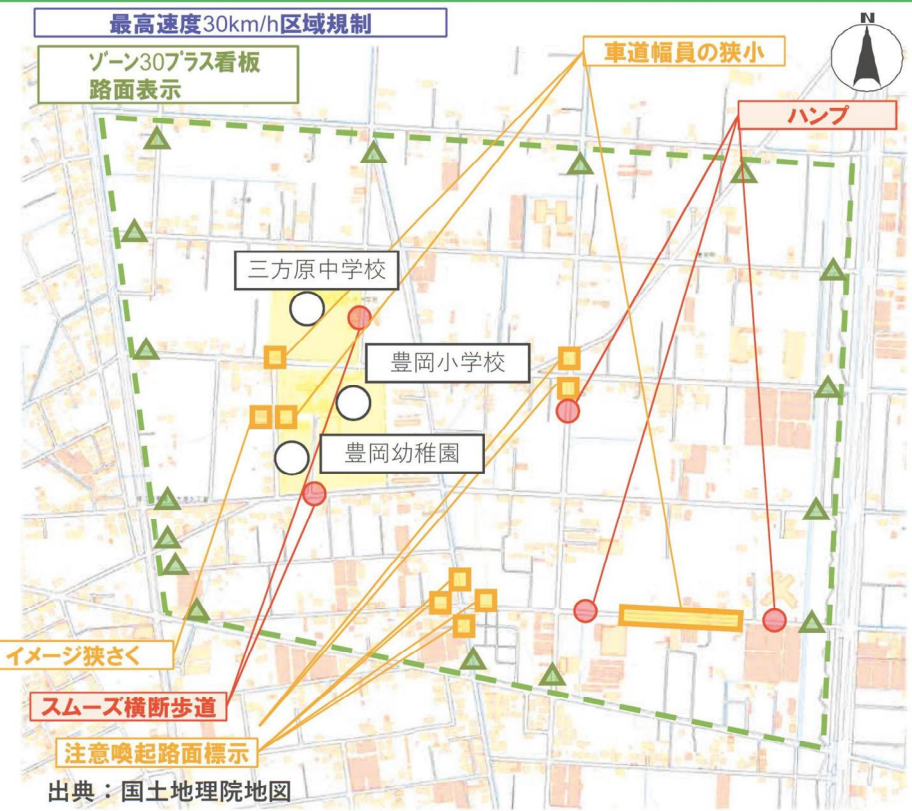 最高速度30km/h区域規制
ゾーン30プラス看板
路面表示
車道幅員の狭小
N
ハンプ
三方原中学校
豊岡小学校
豊岡幼稚園
イメージ狭さく
スムーズ横断歩道
注意喚起路面標示
出典：国土地理院地図